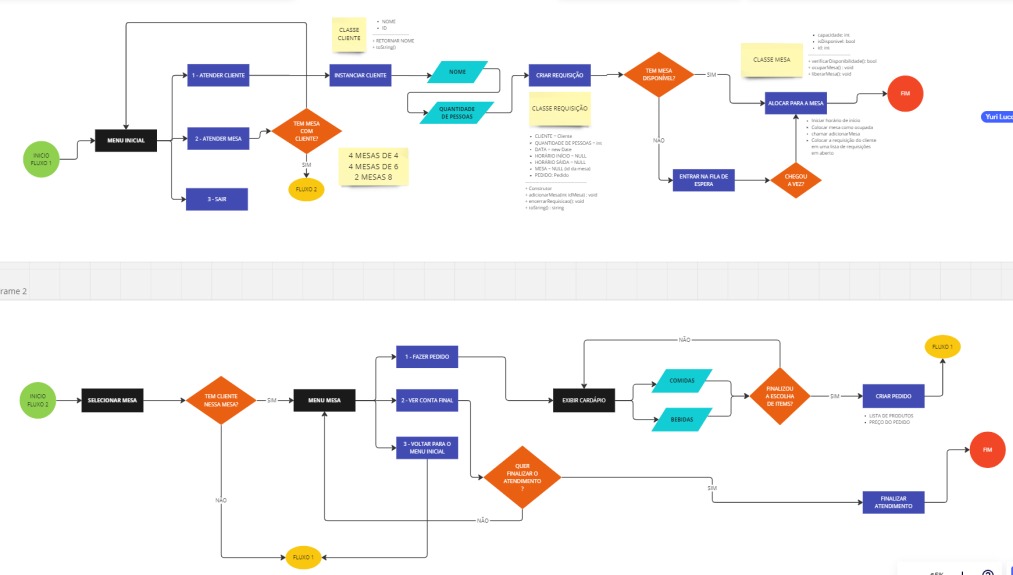 CLASSE
CLIENTE
• NOME
• ID
• RETORNAR NOME
• toString()
CLASSE MESA
• capacidade: int
• isDisponivel: bool
• id: int
• verificarDisponibilidade(): bool
• ocuparMesa() : void
• liberarMesa(): void
1 - ATENDER CLIENTE
INSTANCIAR CLIENTE
NOME
CRIAR REQUISIÇÃO
TEM MESA
DISPONÍVEL?
SIM
ALOCAR PARA A MESA
FIM
QUANTIDADE
DE PESSOAS
CLASSE REQUISIÇÃO
Yuri Luca
INICIO
FLUXO 1
MENU INICIAL
2 - ATENDER MESA
TEM MESA
COM
CLIENTE?
SIM
FLUXO 2
4 MESAS DE 4
4 MESAS DE 6
2 MESAS 8
3 - SAIR
• CLIENTE = Cliente
• QUANTIDADE DE PESSOAS = int
• DATA = new Date
• HORÁRIO INÍCIO = NULL
• HORÁRIO SAÍDA = NULL
• MESA = NULL (id da mesa)
• PEDIDO: Pedido
• Construtor
• adicionarMesa(int idMesa) : void
• encerrarRequisicao(): void
• toString() : string
NÃO
ENTRAR NA FILA DE
ESPERA
CHEGOU
A VEZ?
• Iniciar horário de início
• Colocar mesa como ocupada
• chamar adicionarMesa
• Colocar a requisição do cliente
em uma lista de requisições
em aberto
rame 2
INICIO
FLUXO 2
SELECIONAR MESA
TEM CLIENTE
NESSA MESA?
SIM
MENU MESA
1 - FAZER PEDIDO
2 - VER CONTA FINAL
3 - VOLTAR PARA O
MENU INICIAL
NÃO
EXIBIR CARDÁPIO
COMIDAS
BEBIDAS
FINALIZOU
A ESCOLHA
DE ITEMS?
SIM
CRIAR PEDIDO
• LISTA DE PRODUTOS
• PREÇO DO PEDIDO
FLUXO 1
QUER
FINALIZAR O
ATENDIMENTO
?
SIM
FINALIZAR
ATENDIMENTO
FIM
NÃO
NÃO
FLUXO 1